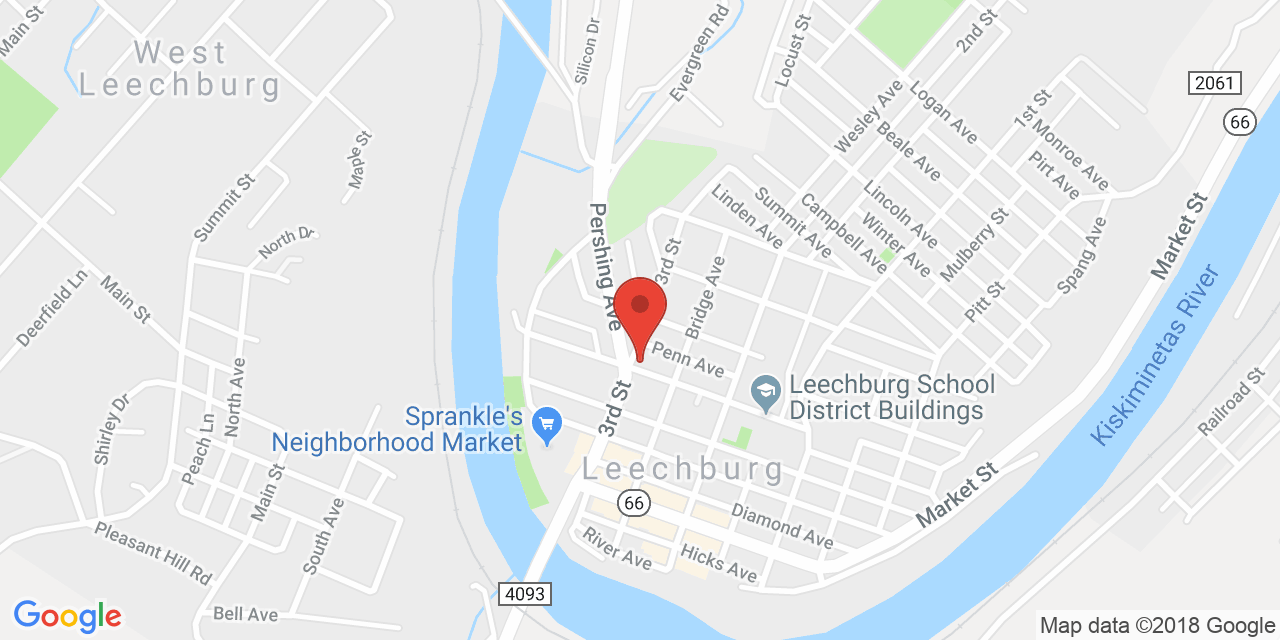 Main St
West
Leechburg
Silicon Dr
Evergreen Rd
Locust St
2nd St
2061
66
Logan Ave
Wesley Ave
Beale Ave
1st St
Monroe Ave
Pirt Ave
Maple St
Summit St
North Dr
Linden Ave
Summit Ave
Campbell Ave
Lincoln Ave
Winter Ave
Mulberry St
Spang Ave
Market St
Pershing Ave
3rd St
Bridge Ave
Pitt St
Kiskiminetas River
Deerfield Ln
Main St
Penn Ave
North Ave
Shirley Dr
Peach Ln
3rd St
Leechburg School
District Buildings
Sprankle's
Neighborhood Market
Railroad St
Leechburg
Main St
South Ave
66
Market St
Diamond Ave
River Ave
Hicks Ave
Pleasant Hill Rd
4093
Bell Ave
Google
Map data ©2018 Google